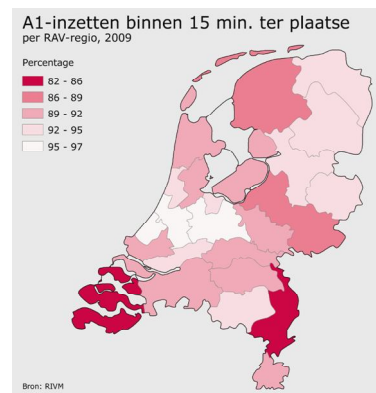 A1-inzetten binnen 15 min. ter plaatse
per RAV-regio, 2009
Percentage
82 - 86
86 - 89
89 - 92
92 - 95
95 - 97
Bron: RIVM